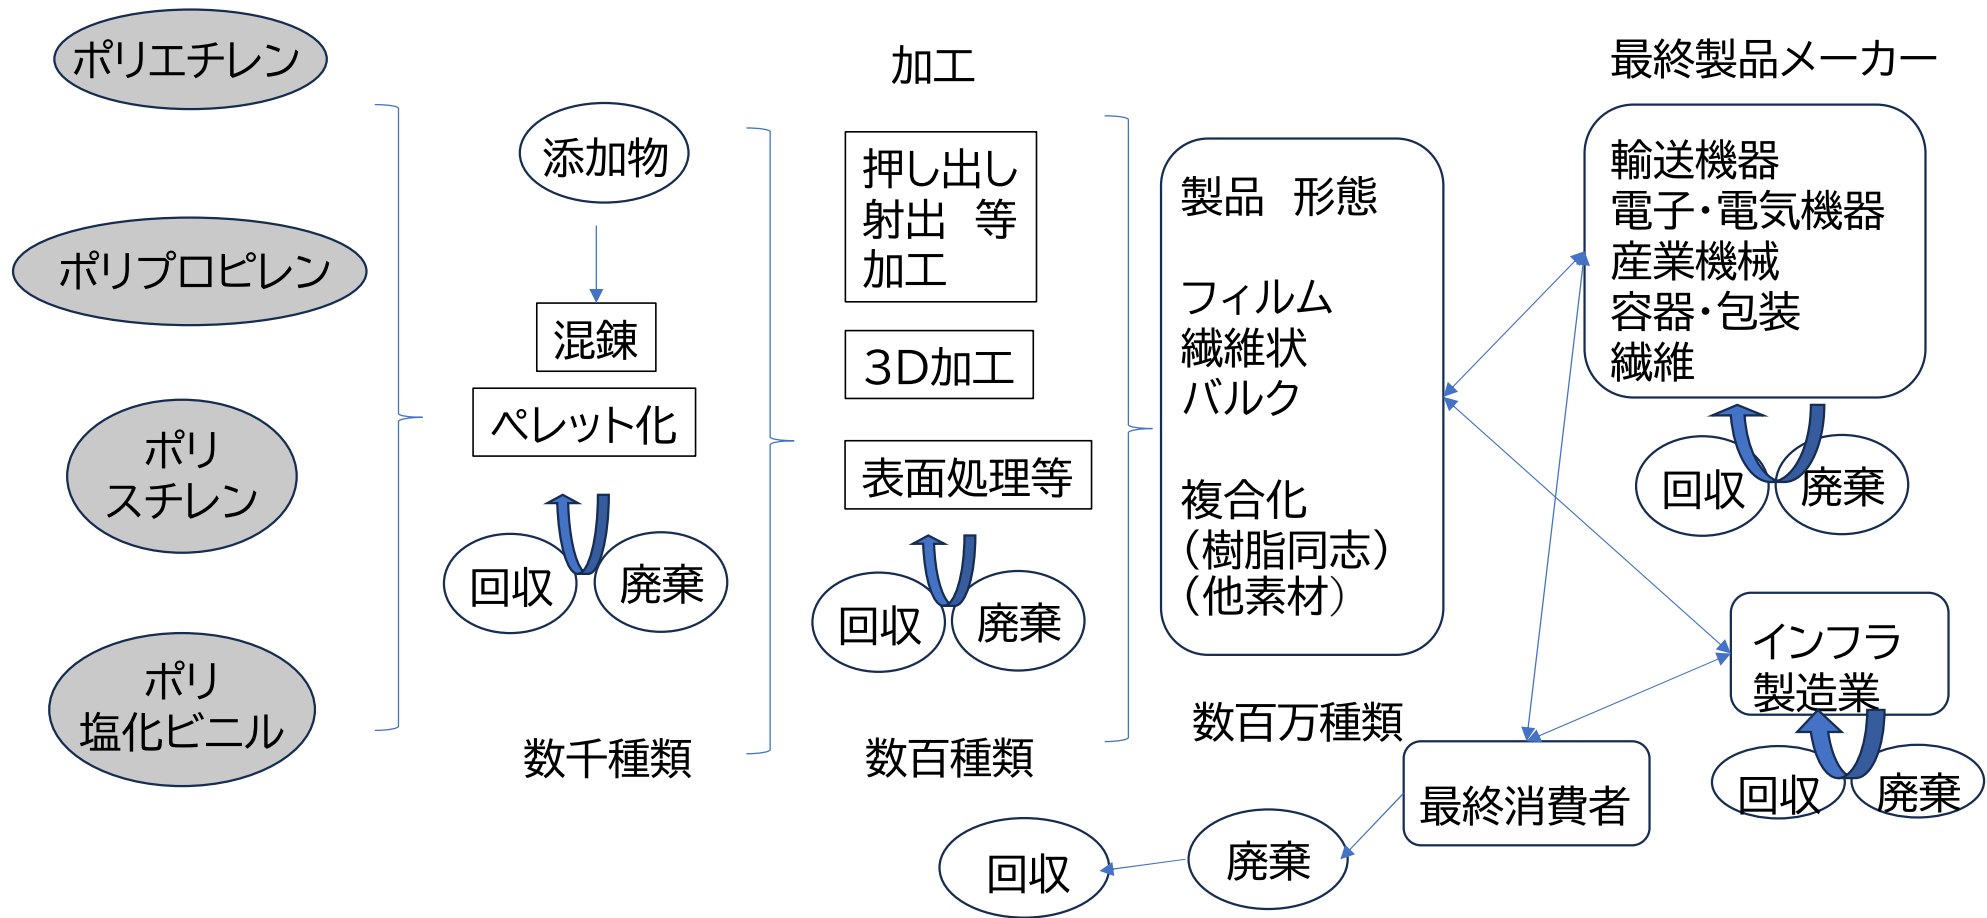 ポリエチレン
ポリプロピレン
ポリ
スチレン
ポリ
塩化ビニル
添加物
混錬
ペレット化
回収
廃棄
数千種類
加工
押し出し
射出　等
加工
３D加工
表面処理等
回収
廃棄
数百種類
製品　形態
フィルム
繊維状
バルク
複合化
（樹脂同志）
（他素材）
数百万種類
最終製品メーカー
輸送機器
電子・電気機器
産業機械
容器・包装
繊維
回収
廃棄
インフラ
製造業
回収
廃棄
最終消費者
廃棄
回収